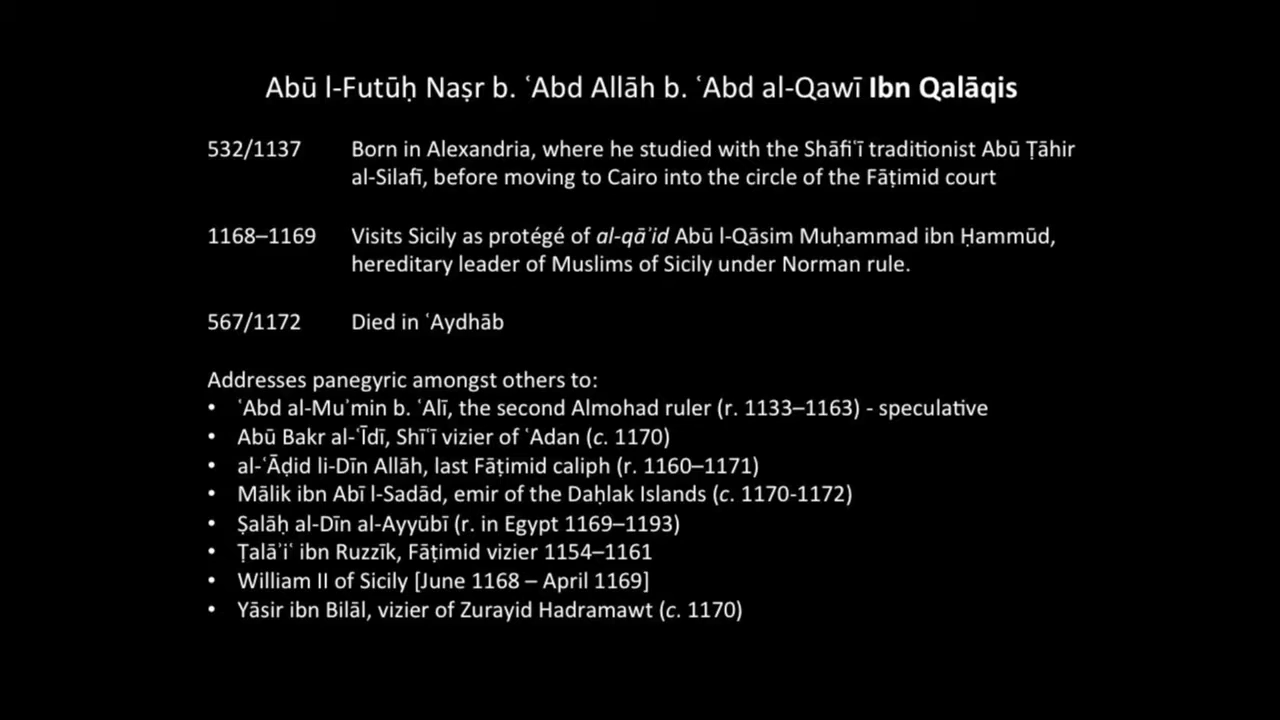 Abū l-Futūḥ Naṣr b. ʿAbd Allāh b. ʿAbd al-Qawī Ibn Qalāqis
532/1137 Born in Alexandria, where he studied with the Shāfiʿī traditionist Abū Ṭāhir
al-Silafī, before moving to Cairo into the circle of the Fāṭimid court
1168–1169 Visits Sicily as protégé of al-qāʾid Abū l-Qāsim Muḥammad ibn Ḥammūd,
hereditary leader of Muslims of Sicily under Norman rule.
567/1172 Died in ʿAydhāb
Addresses panegyric amongst others to:
• ʿAbd al-Muʾmin b. ʿAlī, the second Almohad ruler (r. 1133–1163) - speculative
• Abū Bakr al-ʿĪdī, Shīʿī vizier of ʿAdan (c. 1170)
• al-ʿĀḍid li-Dīn Allāh, last Fāṭimid caliph (r. 1160–1171)
• Mālik ibn Abī l-Sadād, emir of the Daḥlak Islands (c. 1170-1172)
• Ṣalāḥ al-Dīn al-Ayyūbī (r. in Egypt 1169–1193)
• Ṭalāʾiʿ ibn Ruzzīk, Fāṭimid vizier 1154–1161
• William II of Sicily [June 1168 – April 1169]
• Yāsir ibn Bilāl, vizier of Zurayid Hadramawt (c. 1170)